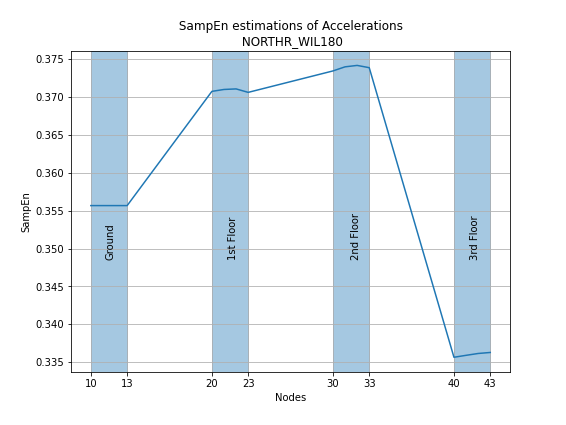 SampEn estimations of Accelerations
NORTHR_WIL180
0.375
0.370
0.365
0.360
0.355
0.350
0.345
0.340
0.335
SampEn
Ground
1st Floor
2nd Floor
3rd Floor
10 13 20 23 30 33 40 43
Nodes